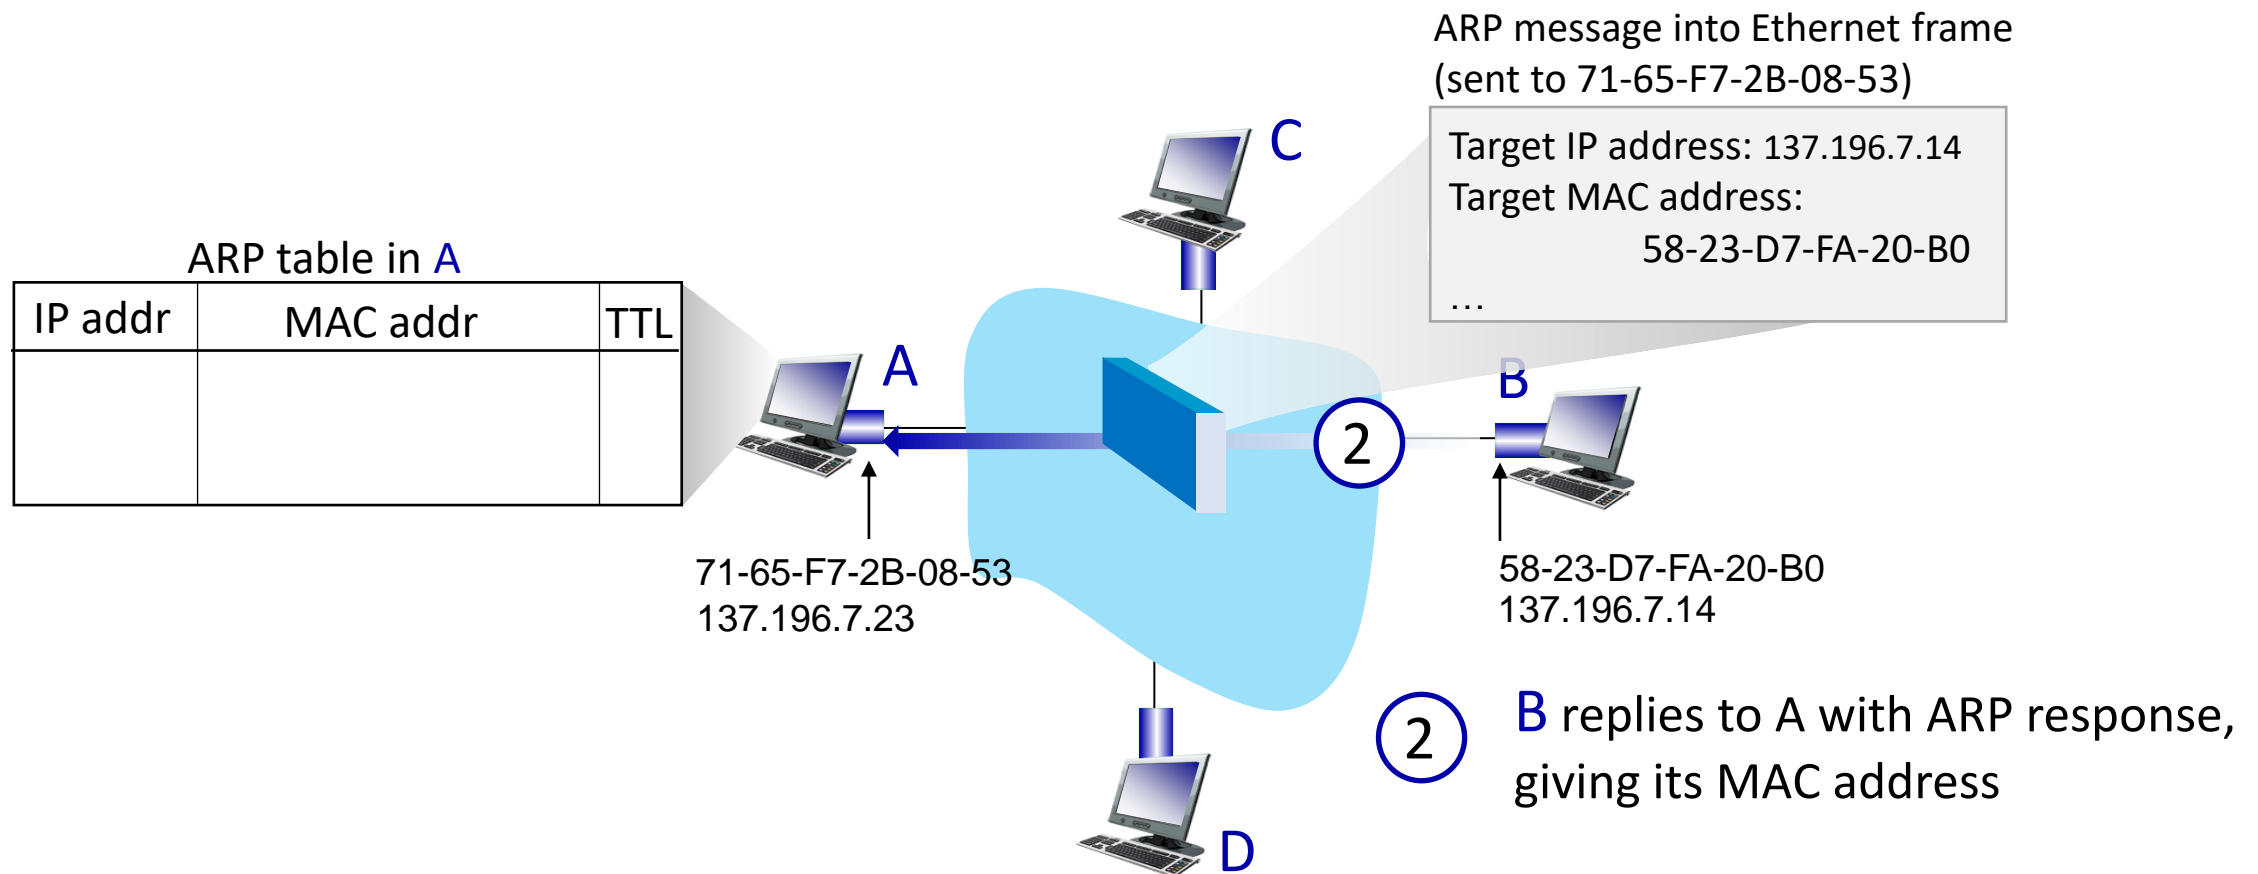 ARP message into Ethernet frame
(sent to 71-65-F7-2B-08-53)
Target IP address: 137.196.7.14
Target MAC address:
58-23-D7-FA-20-B0
…
C
ARP table in A
IP addr MAC addr TTL
A
B
2
71-65-F7-2B-08-53
137.196.7.23
58-23-D7-FA-20-B0
137.196.7.14
2 B replies to A with ARP response,
giving its MAC address
D